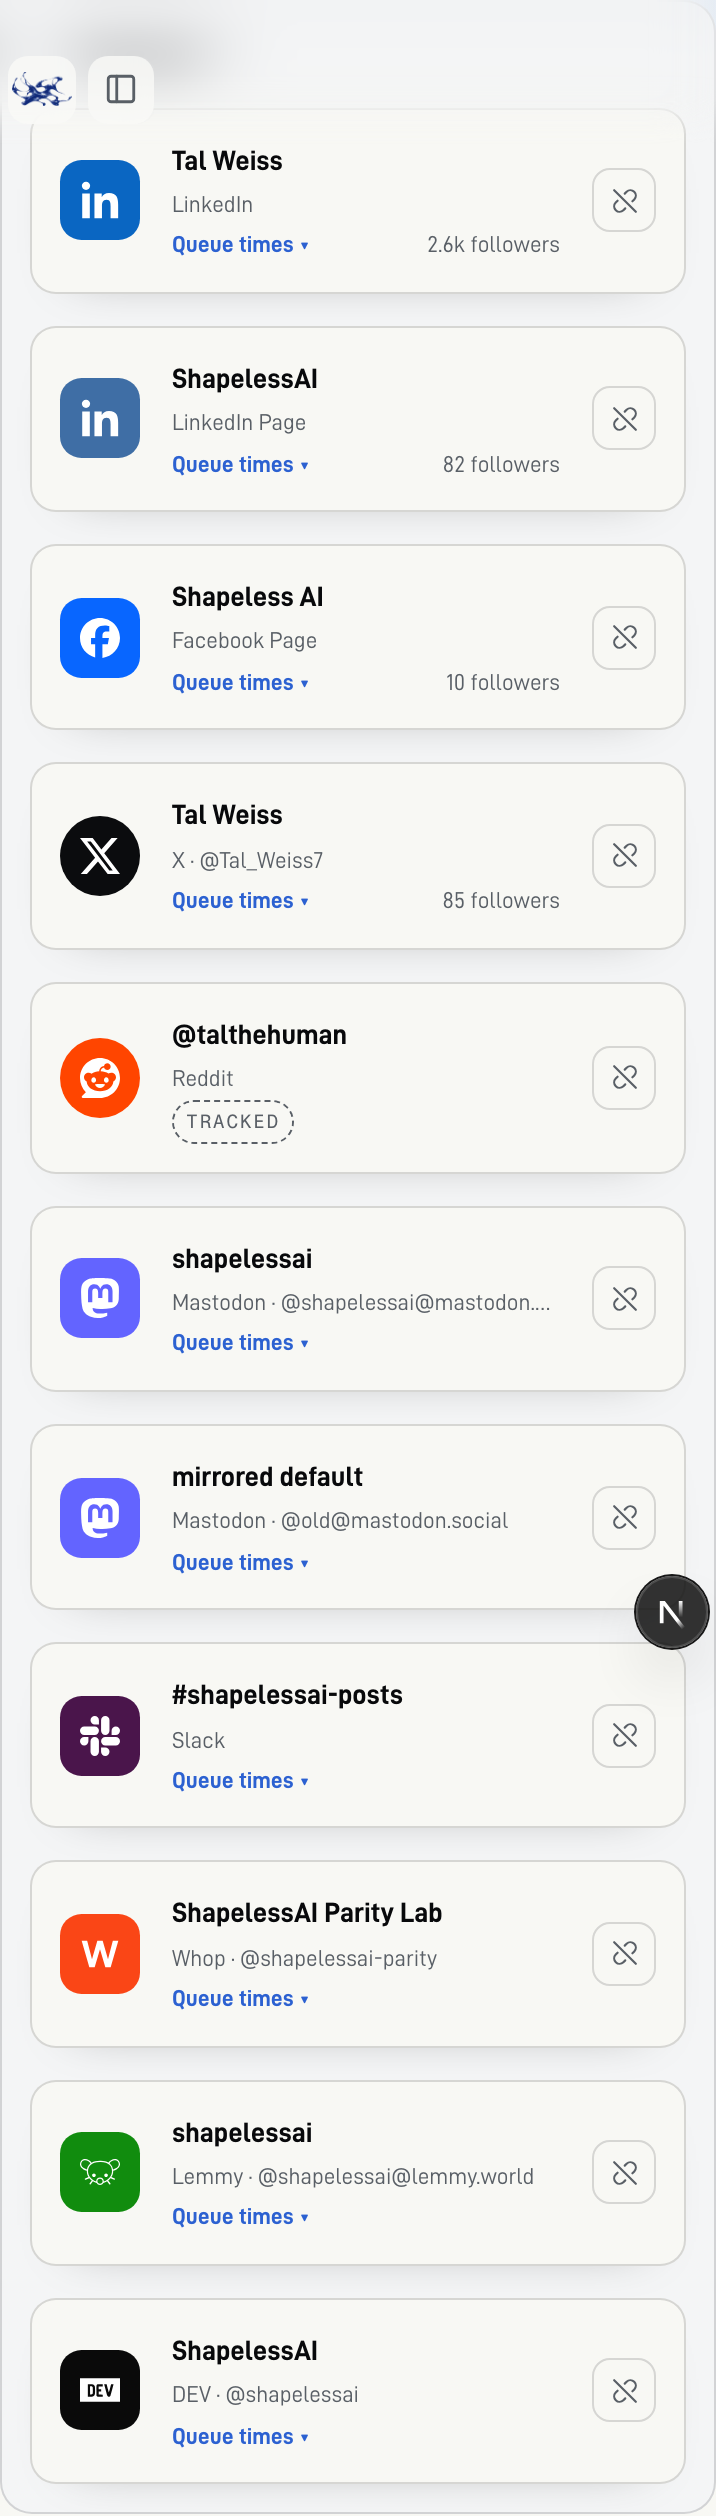 Tal Weiss
LinkedIn
Queue times ▾ 2.6k followers
ShapelessAI
LinkedIn Page
Queue times ▾ 82 followers
Shapeless AI
Facebook Page
Queue times ▾ 10 followers
Tal Weiss
X · @Tal_Weiss7
Queue times ▾ 85 followers
@talthehuman
Reddit
TRACKED
shapelessai
Mastodon · @shapelessai@mastodon....
Queue times ▾
mirrored default
Mastodon · @old@mastodon.social
Queue times ▾
N
#shapelessai-posts
Slack
Queue times ▾
ShapelessAI Parity Lab
W
Whop · @shapelessai-parity
Queue times ▾
shapelessai
Lemmy · @shapelessai@lemmy.world
Queue times ▾
ShapelessAI
DEV
DEV · @shapelessai
Queue times ▾